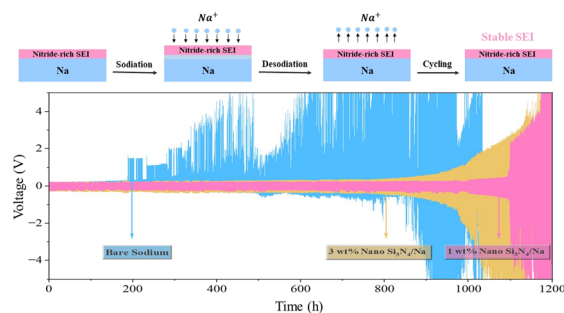 Na⁺
Na⁺
Stable SEI
Nitride-rich SEI
Nitride-rich SEI
Nitride-rich SEI
Nitride-rich SEI
Na
Sodiation
Na
Desodiation
Na
Cycling
Na
Voltage (V)
4
2
0
-2
-4
Bare Sodium
3 wt% Nano Si₃N₄/Na
1 wt% Nano Si₃N₄/Na
0
200
400
600
800
1000
1200
Time (h)